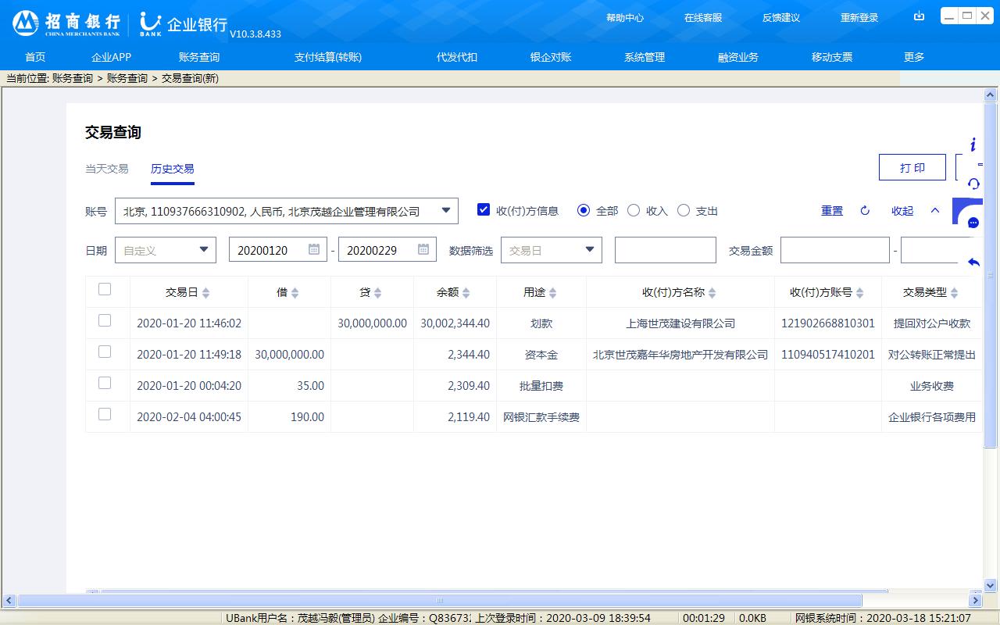 招商银行 CHINA MERCHANTS BANK U BANK 企业银行 V10.3.8.433 帮助中心 在线客服 反馈建议 重新登录
首页 企业APP 账务查询 支付结算(转账) 代发代扣 银企对账 系统管理 融资业务 移动支票 更多
当前位置: 账务查询 > 账务查询 > 交易查询(新)
交易查询
当天交易 历史交易 打 印
账号 北京, 110937666310902, 人民币, 北京茂越企业管理有限公司 收(付)方信息 全部 收入 支出 重置 收起
日期 自定义 20200120 - 20200229 数据筛选 交易日 交易金额 -
交易日 借 贷 余额 用途 收(付)方名称 收(付)方账号 交易类型
2020-01-20 11:46:02 30,000,000.00 30,002,344.40 划款 上海世茂建设有限公司 121902668810301 提回对公户收款
2020-01-20 11:49:18 30,000,000.00 2,344.40 资本金 北京世茂嘉年华房地产开发有限公司 110940517410201 对公转账正常提出
2020-01-20 00:04:20 35.00 2,309.40 批量扣费 业务收费
2020-02-04 04:00:45 190.00 2,119.40 网银汇款手续费 企业银行各项费用
UBank用户名：茂越冯毅(管理员) 企业编号：Q83673 上次登录时间：2020-03-09 18:39:54 00:01:29 0.0KB 网银系统时间：2020-03-18 15:21:07